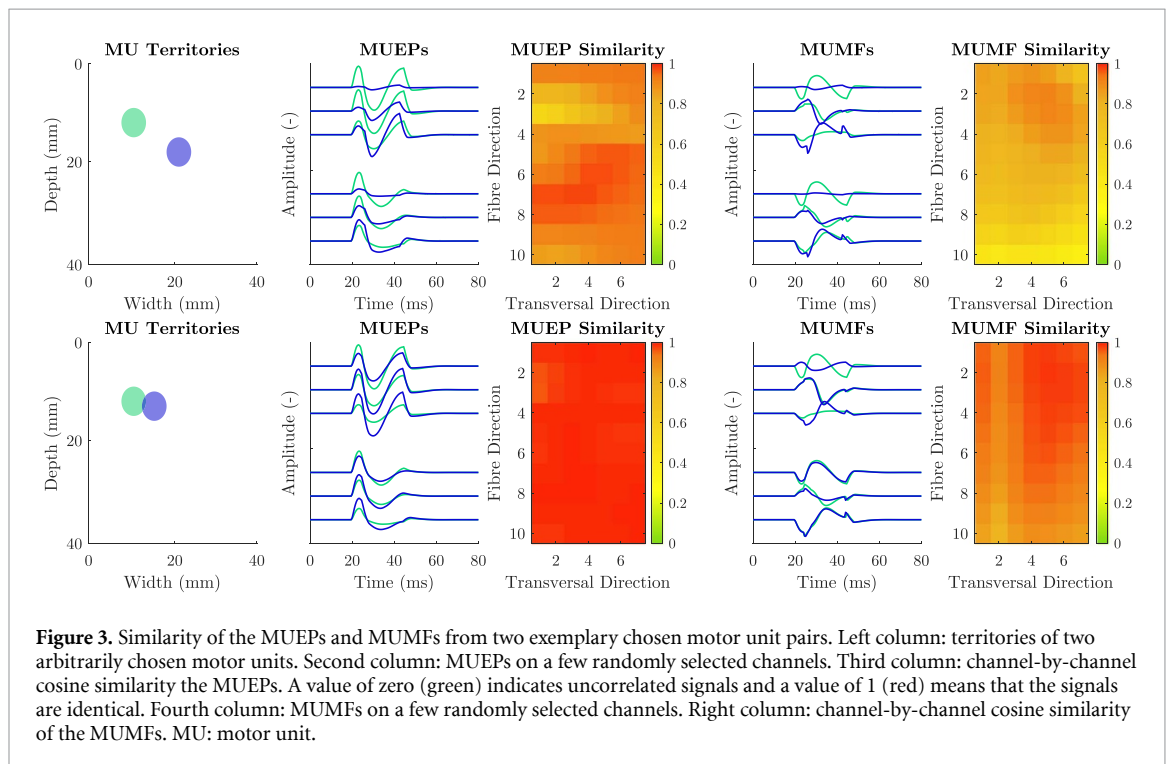 MU Territories
MUEPs
MUEP Similarity
MUMFs
MUMF Similarity
0
20
40
Depth (mm)
0
20
40
Width (mm)
Amplitude (-)
0
20
40
60
80
Time (ms)
Fibre Direction
2
4
6
8
10
2
4
6
Transversal Direction
1
0.8
0.6
0.4
0.2
0
Amplitude (-)
0
20
40
60
80
Time (ms)
Fibre Direction
2
4
6
8
10
2
4
6
Transversal Direction
1
0.8
0.6
0.4
0.2
0
MU Territories
MUEPs
MUEP Similarity
MUMFs
MUMF Similarity
0
20
40
Depth (mm)
0
20
40
Width (mm)
Amplitude (-)
0
20
40
60
80
Time (ms)
Fibre Direction
2
4
6
8
10
2
4
6
Transversal Direction
1
0.8
0.6
0.4
0.2
0
Amplitude (-)
0
20
40
60
80
Time (ms)
Fibre Direction
2
4
6
8
10
2
4
6
Transversal Direction
1
0.8
0.6
0.4
0.2
0
Figure 3. Similarity of the MUEPs and MUMFs from two exemplary chosen motor unit pairs. Left column: territories of two
arbitrarily chosen motor units. Second column: MUEPs on a few randomly selected channels. Third column: channel-by-channel
cosine similarity the MUEPs. A value of zero (green) indicates uncorrelated signals and a value of 1 (red) means that the signals
are identical. Fourth column: MUMFs on a few randomly selected channels. Right column: channel-by-channel cosine similarity
of the MUMFs. MU: motor unit.